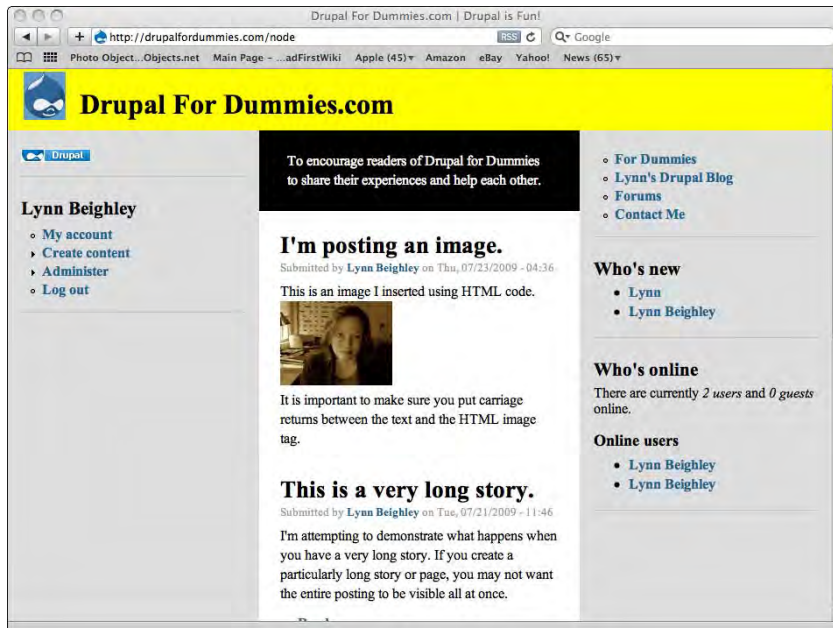 Drupal For Dummies.com | Drupal is Fun!
http://drupalfordummies.com/node
RSS
Google
Photo Object...Objects.net Main Page - ...adFirstWiki Apple (45) Amazon eBay Yahoo! News (65)
Drupal For Dummies.com
Drupal
Lynn Beighley
My account
Create content
Administer
Log out
To encourage readers of Drupal for Dummies
to share their experiences and help each other.
I'm posting an image.
Submitted by Lynn Beighley on Thu, 07/23/2009 - 04:36
This is an image I inserted using HTML code.
It is important to make sure you put carriage
returns between the text and the HTML image
tag.
This is a very long story.
Submitted by Lynn Beighley on Tue, 07/21/2009 - 11:46
I'm attempting to demonstrate what happens when
you have a very long story. If you create a
particularly long story or page, you may not want
the entire posting to be visible all at once.
For Dummies
Lynn's Drupal Blog
Forums
Contact Me
Who's new
Lynn
Lynn Beighley
Who's online
There are currently 2 users and 0 guests
online.
Online users
Lynn Beighley
Lynn Beighley